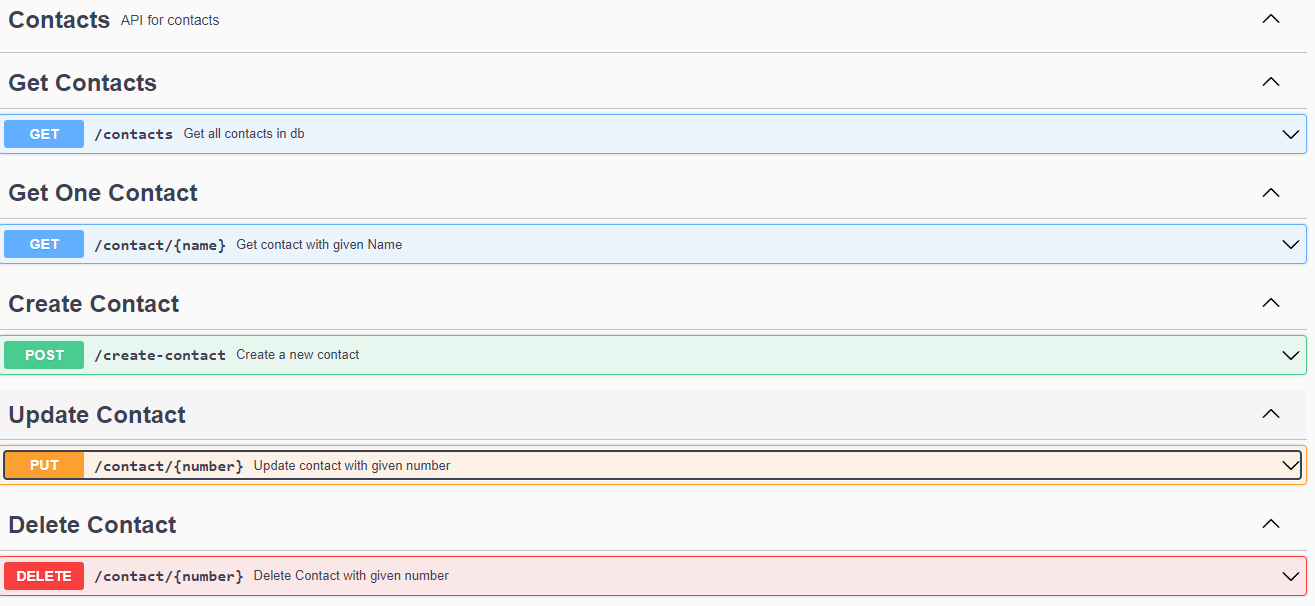 Contacts API for contacts
Get Contacts
GET /contacts Get all contacts in db
Get One Contact
GET /contact/{name} Get contact with given Name
Create Contact
POST /create-contact Create a new contact
Update Contact
PUT /contact/{number} Update contact with given number
Delete Contact
DELETE /contact/{number} Delete Contact with given number